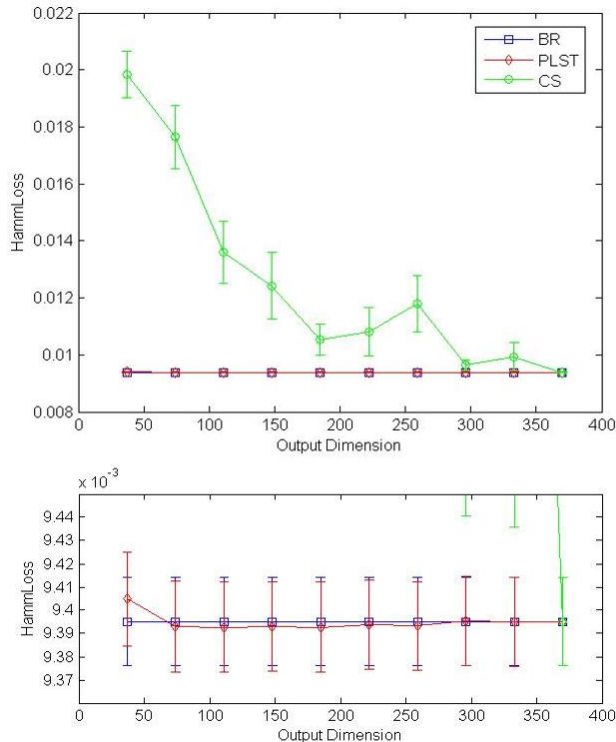 0.022
0.02
0.018
0.016
0.014
0.012
0.01
0.008
HammLoss
BR
PLST
CS
0 50 100 150 200 250 300 350 400
Output Dimension
x 10^-3
9.44
9.43
9.42
9.41
9.4
9.39
9.38
9.37
HammLoss
0 50 100 150 200 250 300 350 400
Output Dimension